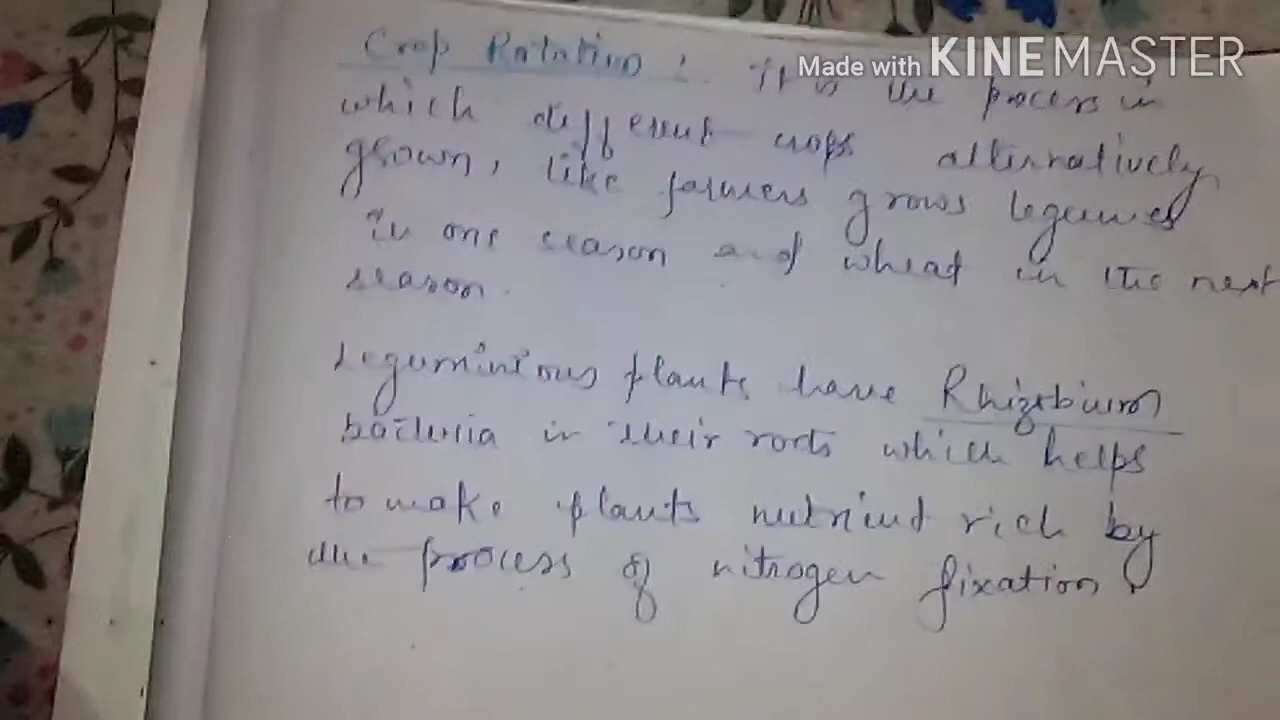 Made with KINEMASTER
Crop Rotation : It is the process in
which different crops alternatively
grown, like farmers grows legumes
in one season and wheat in the next
season.
Leguminious plants have Rhizobium
bacteria in their roots which helps
to make plants nutrient rich by
the process of nitrogen fixation.